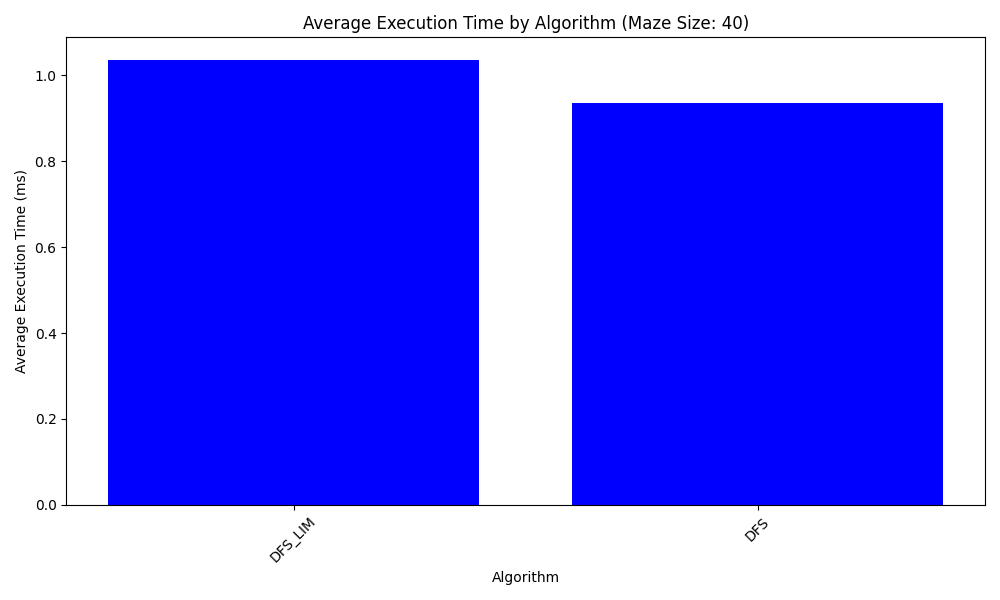 Average Execution Time by Algorithm (Maze Size: 40)
Average Execution Time (ms)
1.0
0.8
0.6
0.4
0.2
0.0
DFS_LIM
DFS
Algorithm